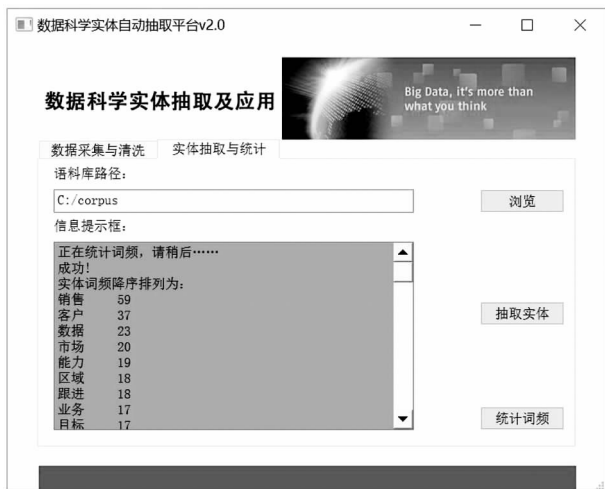 数据科学实体自动抽取平台v2.0
数据科学实体抽取及应用
Big Data, it's more than
what you think
数据采集与清洗 实体抽取与统计
语料库路径：
C:/corpus
浏览
信息提示框：
正在统计词频，请稍后……
成功！
实体词频降序排列为：
销售 59
客户 37
数据 23
市场 20
能力 19
区域 18
跟进 18
业务 17
目标 17
抽取实体
统计词频